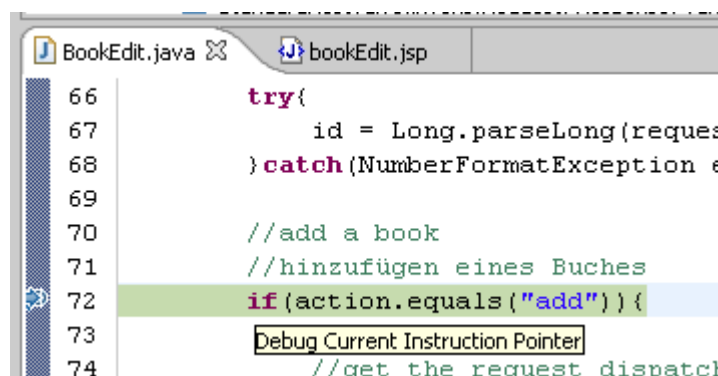 BookEdit.java bookEdit.jsp
66 try{
67 id = Long.parseLong(reques
68 }catch(NumberFormatException e
69
70 //add a book
71 //hinzufügen eines Buches
72 if(action.equals("add")){
73 Debug Current Instruction Pointer
74 //get the request dispatch